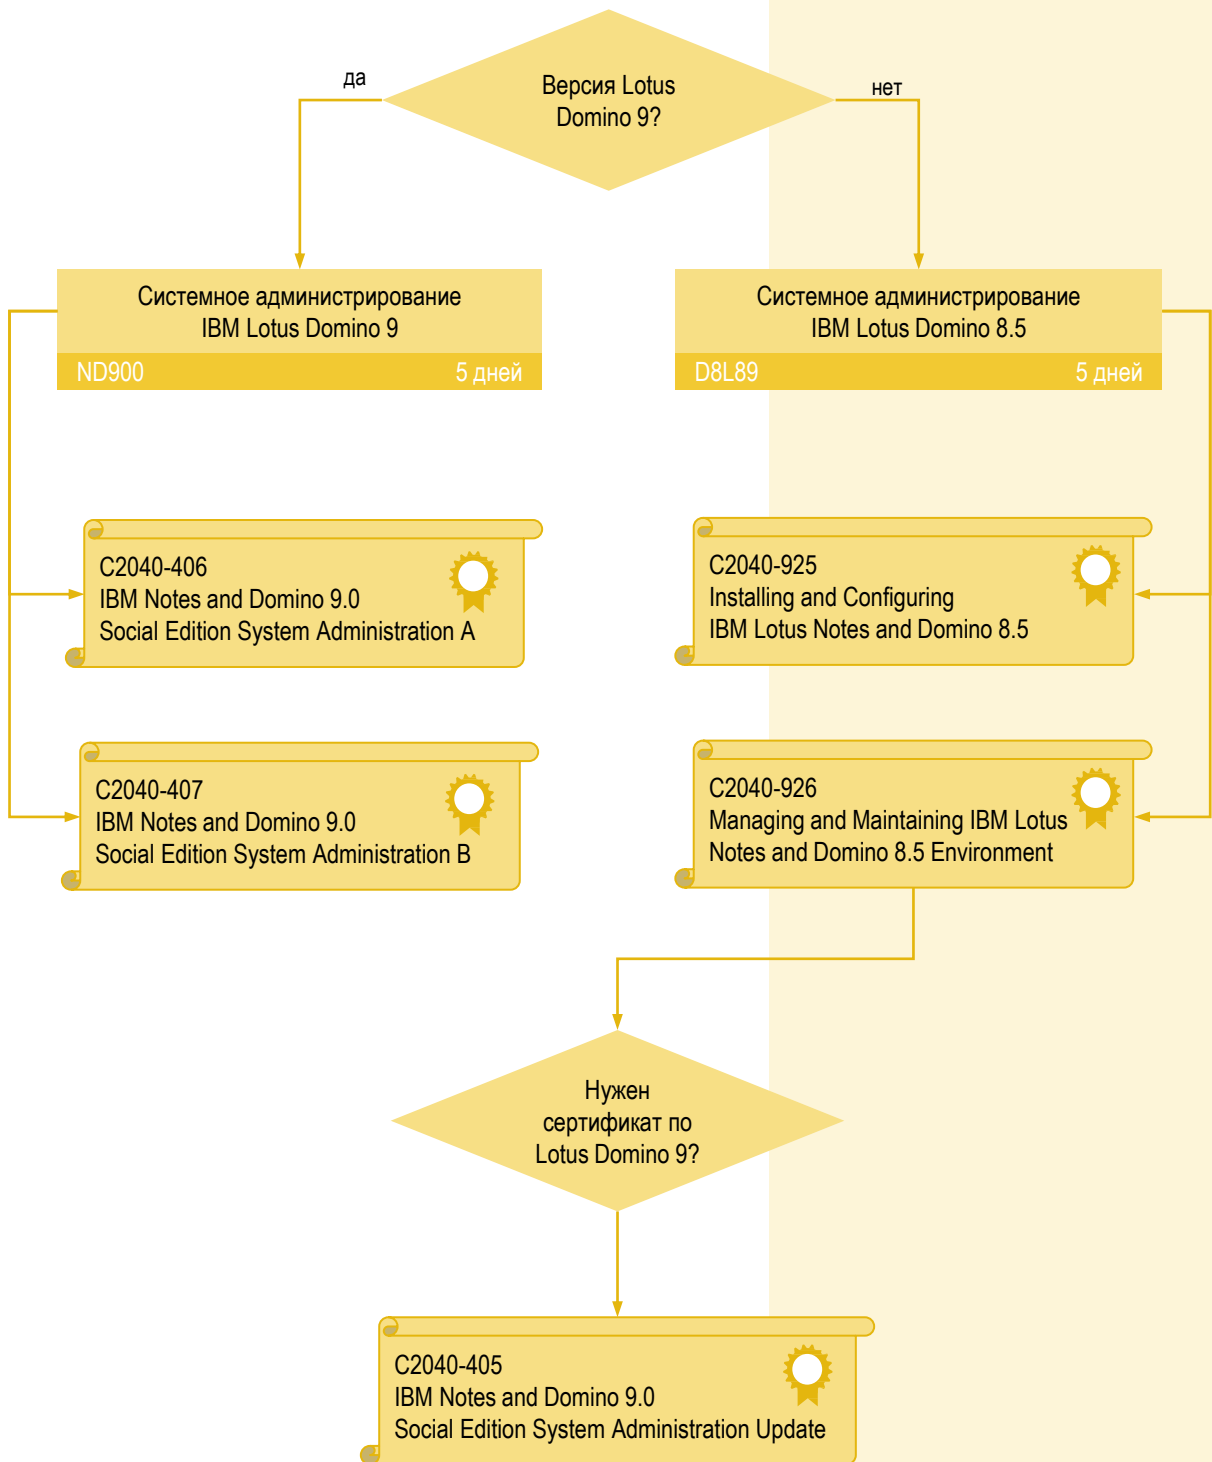 Версия Lotus
Domino 9?
да
нет
Системное администрирование
IBM Lotus Domino 9
ND900
5 дней
Системное администрирование
IBM Lotus Domino 8.5
D8L89
5 дней
C2040-406
IBM Notes and Domino 9.0
Social Edition System Administration A
C2040-925
Installing and Configuring
IBM Lotus Notes and Domino 8.5
C2040-407
IBM Notes and Domino 9.0
Social Edition System Administration B
C2040-926
Managing and Maintaining IBM Lotus
Notes and Domino 8.5 Environment
Нужен
сертификат по
Lotus Domino 9?
C2040-405
IBM Notes and Domino 9.0
Social Edition System Administration Update